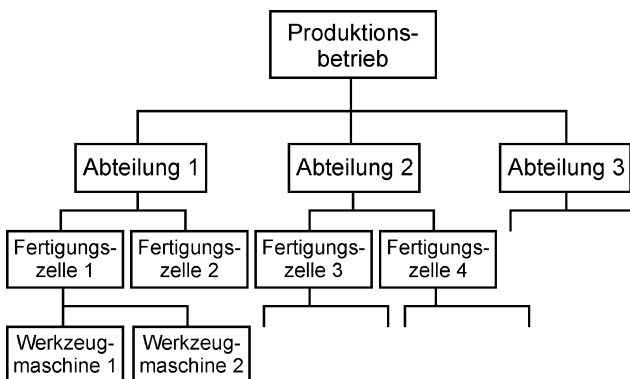 Produktions-
betrieb
Abteilung 1
Abteilung 2
Abteilung 3
Fertigungs-
zelle 1
Fertigungs-
zelle 2
Fertigungs-
zelle 3
Fertigungs-
zelle 4
Werkzeug-
maschine 1
Werkzeug-
maschine 2